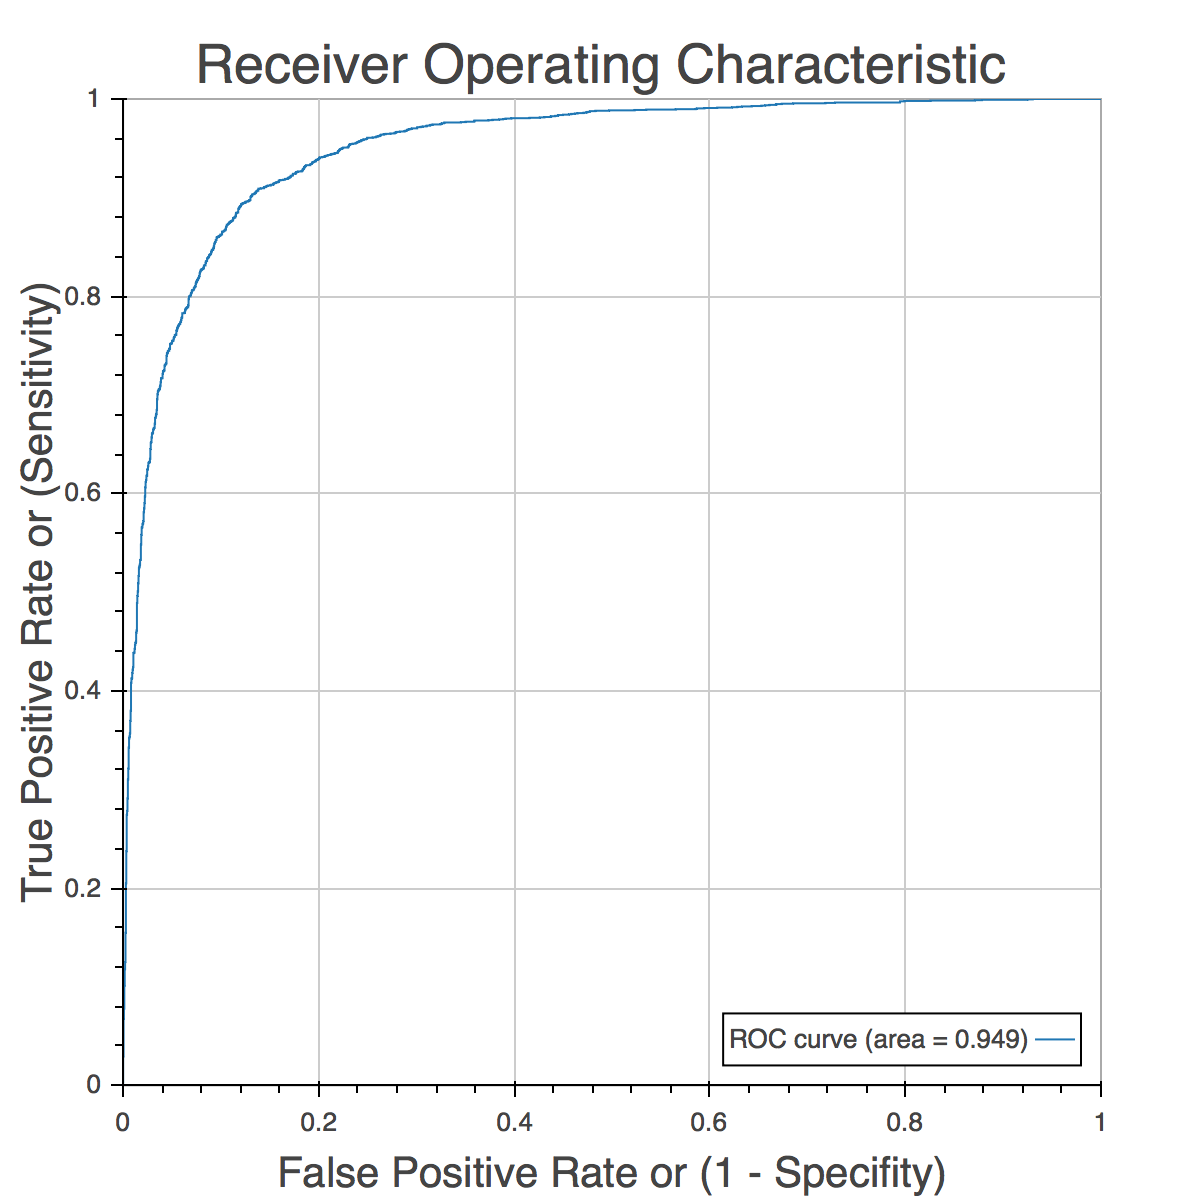 Receiver Operating Characteristic
True Positive Rate or (Sensitivity)
1
0.8
0.6
0.4
0.2
0
ROC curve (area = 0.949)
0 0.2 0.4 0.6 0.8 1
False Positive Rate or (1 - Specifity)